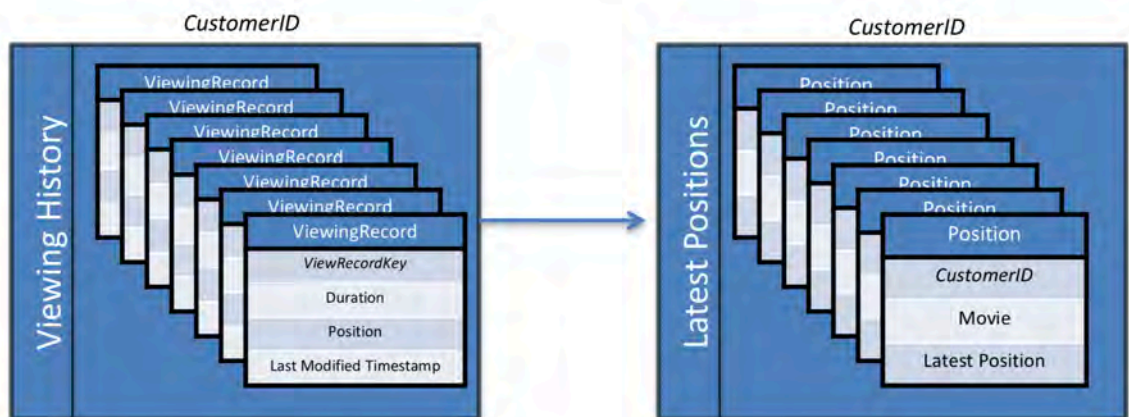 CustomerID
Viewing History
ViewingRecord
ViewingRecord
ViewingRecord
ViewingRecord
ViewingRecord
ViewingRecord
ViewingRecord
ViewRecordKey
Duration
Position
Last Modified Timestamp
CustomerID
Latest Positions
Position
Position
Position
Position
Position
Position
Position
CustomerID
Movie
Latest Position